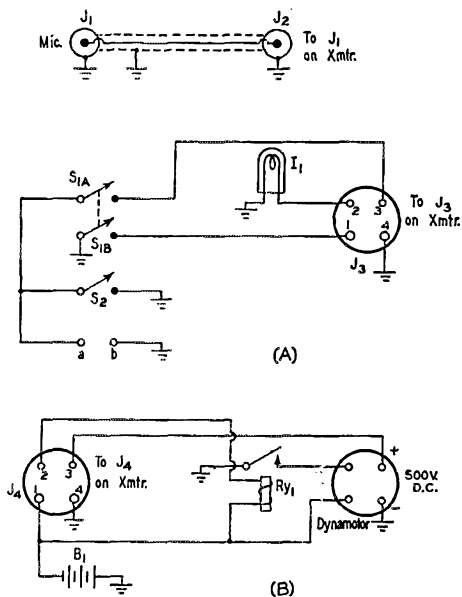 J1
J2
Mic.
To J1
on Xmtr.
S1A
I1
S1B
2 3
1 4
To J3
on Xmtr.
J3
S2
a b
(A)
2 3
1 4
J4
To J4
on Xmtr.
Ry1
+
500V.
D.C.
-
Dynamotor
B1
(B)